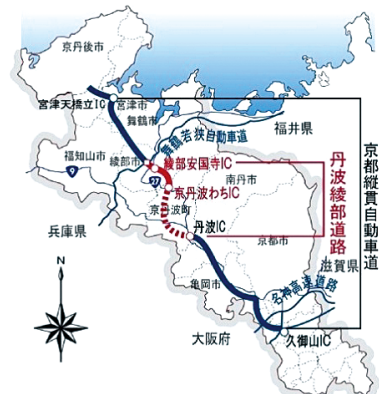 京丹後市
宮津天橋立IC
宮津市
舞鶴市
舞鶴若狭自動車道
福井県
綾部市
綾部安国寺IC
福知山市
9
27
京丹波わちIC
南丹市
京丹波町
丹波IC
兵庫県
京都市
滋賀県
亀岡市
名神高速道路
大阪府
久御山IC
N
丹波綾部道路
京都縦貫自動車道